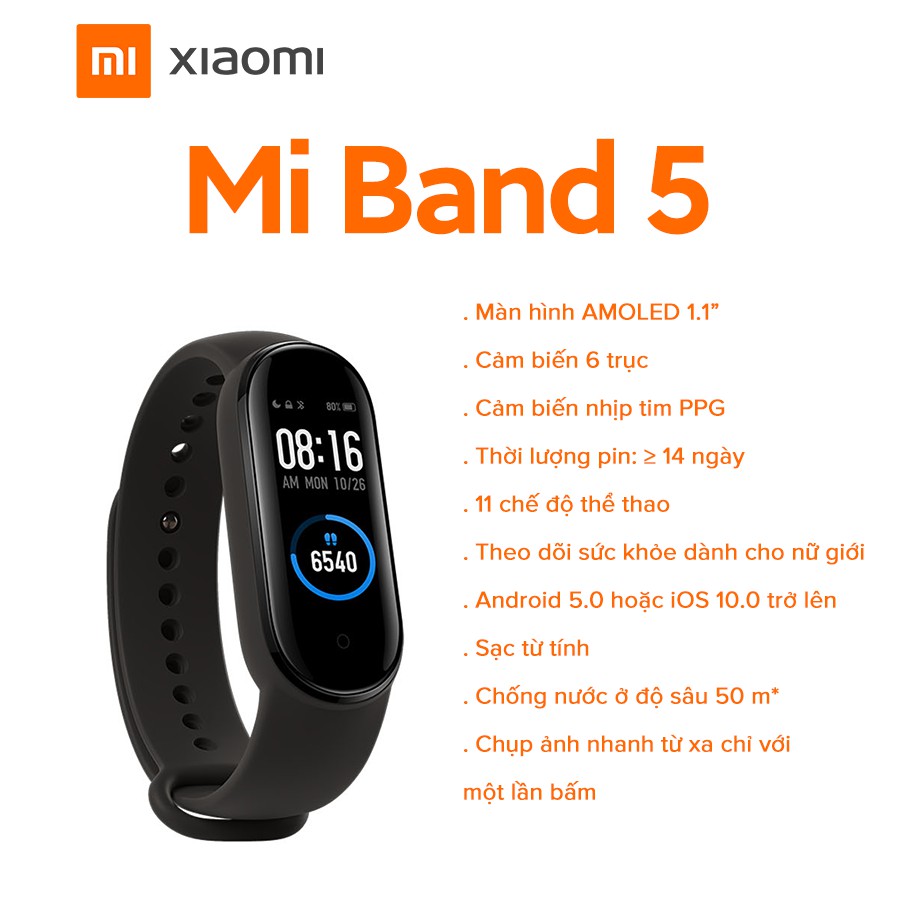 mi xiaomi
Mi Band 5
. Màn hình AMOLED 1.1”
. Cảm biến 6 trục
. Cảm biến nhịp tim PPG
. Thời lượng pin: ≥ 14 ngày
. 11 chế độ thể thao
. Theo dõi sức khỏe dành cho nữ giới
. Android 5.0 hoặc iOS 10.0 trở lên
. Sạc từ tính
. Chống nước ở độ sâu 50 m*
. Chụp ảnh nhanh từ xa chỉ với
một lần bấm
80%
08:16
AM MON 10/26
6540